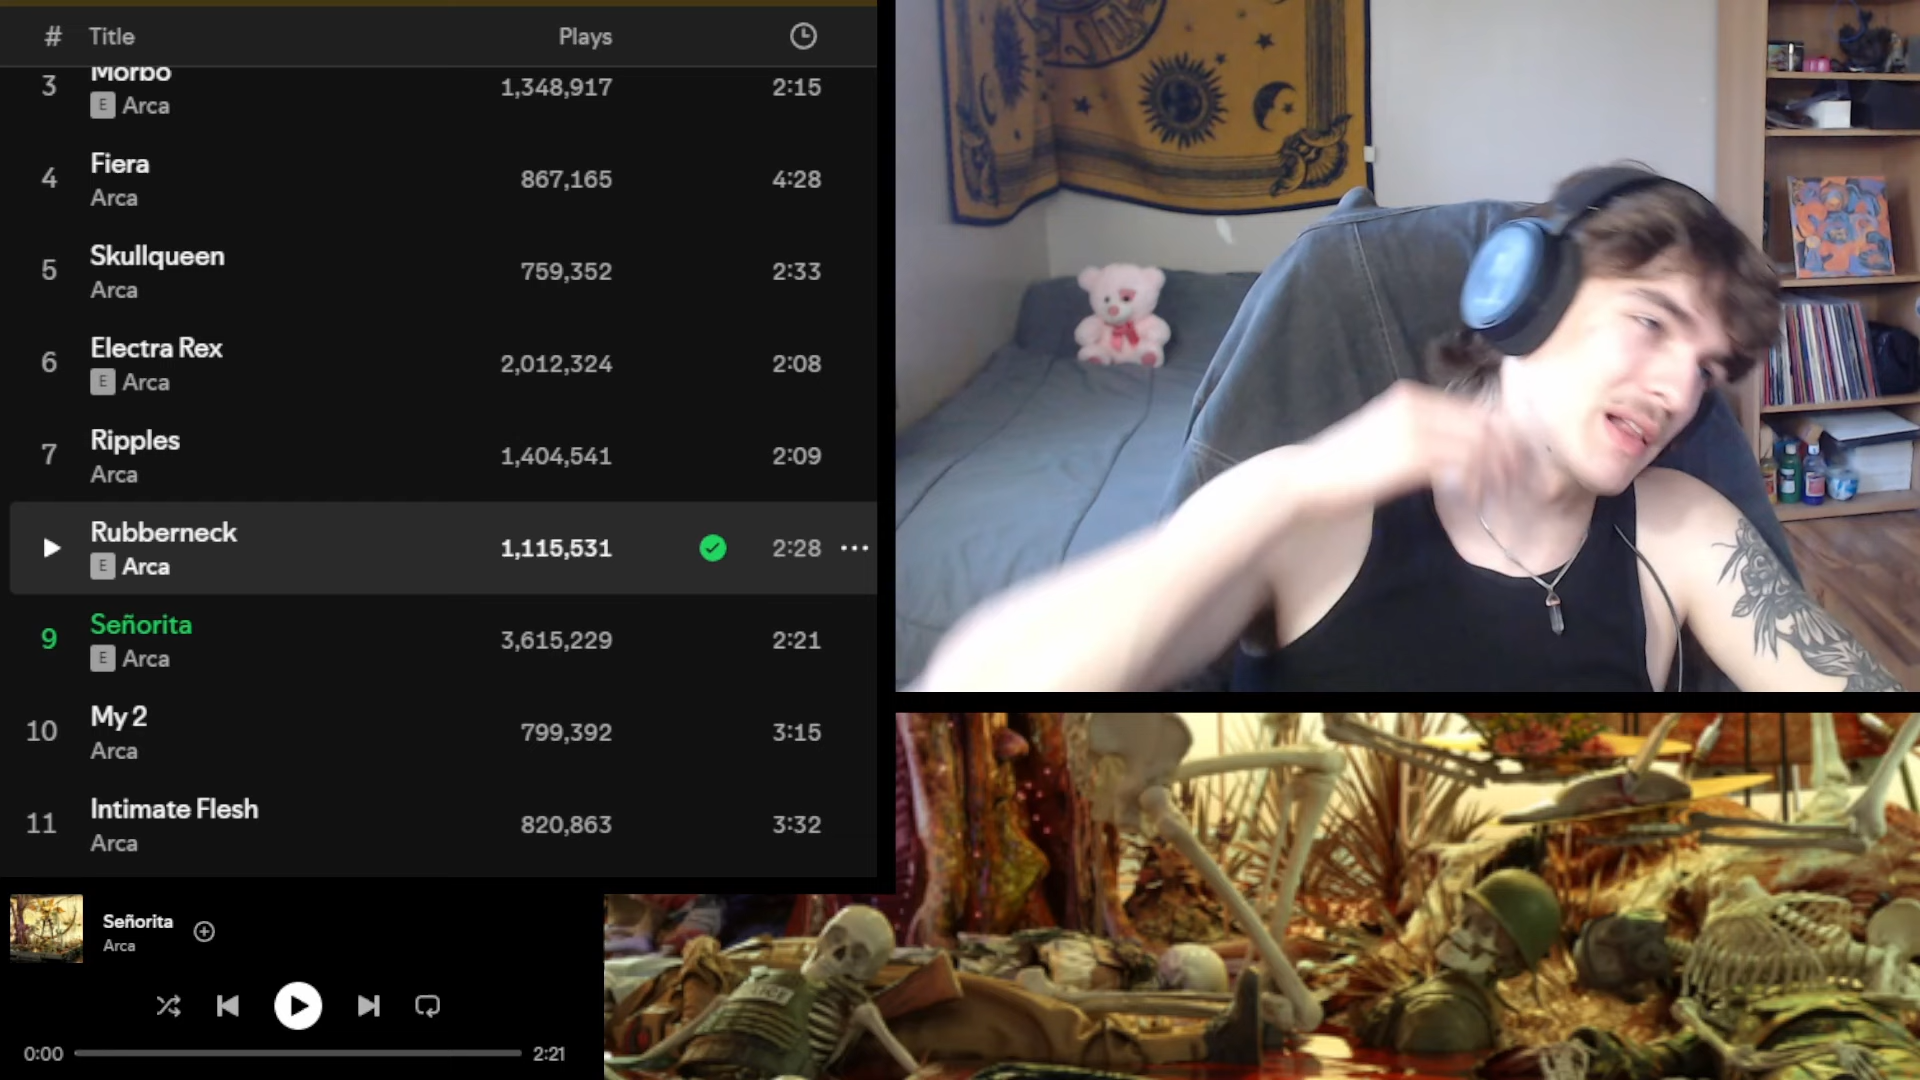 # Title Plays
3 Morbo 1,348,917 2:15
E Arca
4 Fiera 867,165 4:28
Arca
5 Skullqueen 759,352 2:33
Arca
6 Electra Rex 2,012,324 2:08
E Arca
7 Ripples 1,404,541 2:09
Arca
Rubberneck 1,115,531 2:28
E Arca
9 Señorita 3,615,229 2:21
E Arca
10 My 2 799,392 3:15
Arca
11 Intimate Flesh 820,863 3:32
Arca
Señorita
Arca
0:00 2:21